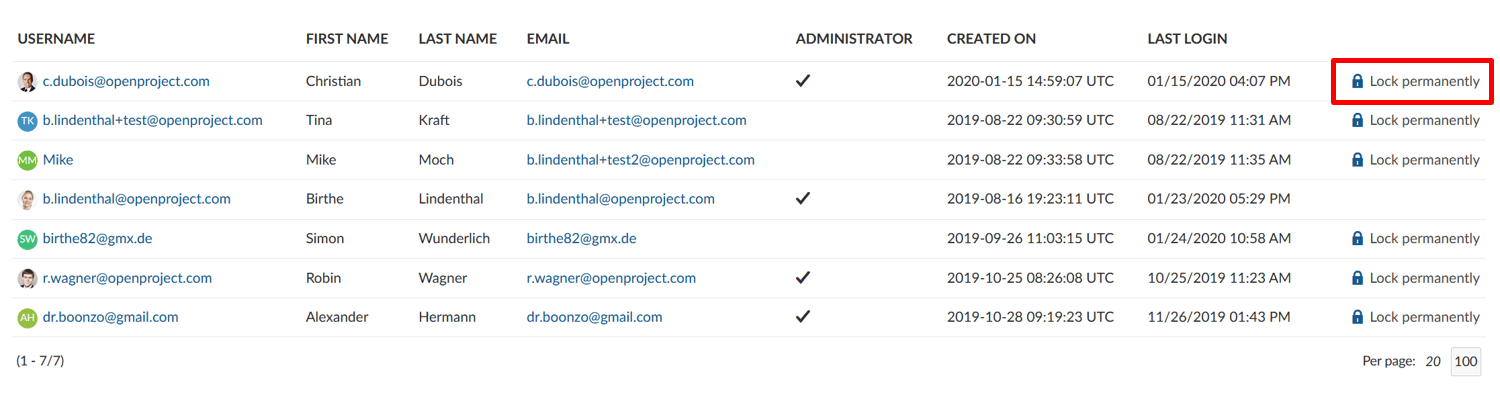 USERNAME FIRST NAME LAST NAME EMAIL ADMINISTRATOR CREATED ON LAST LOGIN
c.dubois@openproject.com Christian Dubois c.dubois@openproject.com 2020-01-15 14:59:07 UTC 01/15/2020 04:07 PM Lock permanently
TK b.lindenthal+test@openproject.com Tina Kraft b.lindenthal+test@openproject.com 2019-08-22 09:30:59 UTC 08/22/2019 11:31 AM Lock permanently
MM Mike Mike Moch b.lindenthal+test2@openproject.com 2019-08-22 09:33:58 UTC 08/22/2019 11:35 AM Lock permanently
b.lindenthal@openproject.com Birthe Lindenthal b.lindenthal@openproject.com 2019-08-16 19:23:11 UTC 01/23/2020 05:29 PM
SW birthe82@gmx.de Simon Wunderlich birthe82@gmx.de 2019-09-26 11:03:15 UTC 01/24/2020 10:58 AM Lock permanently
r.wagner@openproject.com Robin Wagner r.wagner@openproject.com 2019-10-25 08:26:08 UTC 10/25/2019 11:23 AM Lock permanently
AH dr.boonzo@gmail.com Alexander Hermann dr.boonzo@gmail.com 2019-10-28 09:19:23 UTC 11/26/2019 01:43 PM Lock permanently
(1 - 7/7) Per page: 20 100